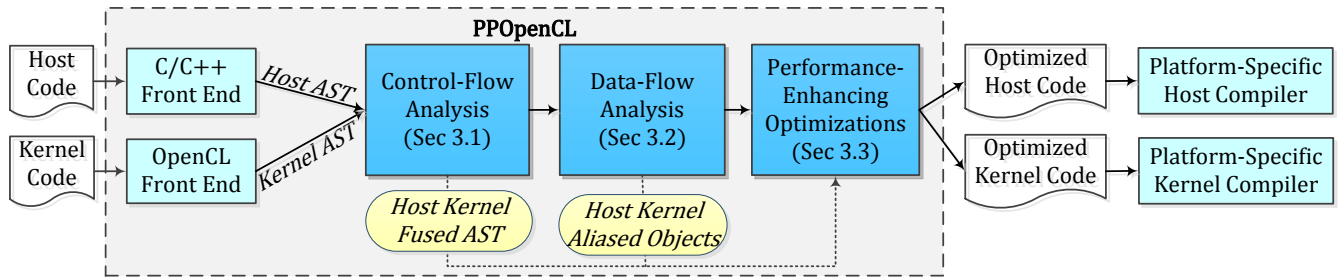 PPOpenCL
Host
Code
C/C++
Front End
Host AST
Kernel
Code
OpenCL
Front End
Kernel AST
Control-Flow
Analysis
(Sec 3.1)
Data-Flow
Analysis
(Sec 3.2)
Performance-
Enhancing
Optimizations
(Sec 3.3)
Host Kernel
Fused AST
Host Kernel
Aliased Objects
Optimized
Host Code
Platform-Specific
Host Compiler
Optimized
Kernel Code
Platform-Specific
Kernel Compiler